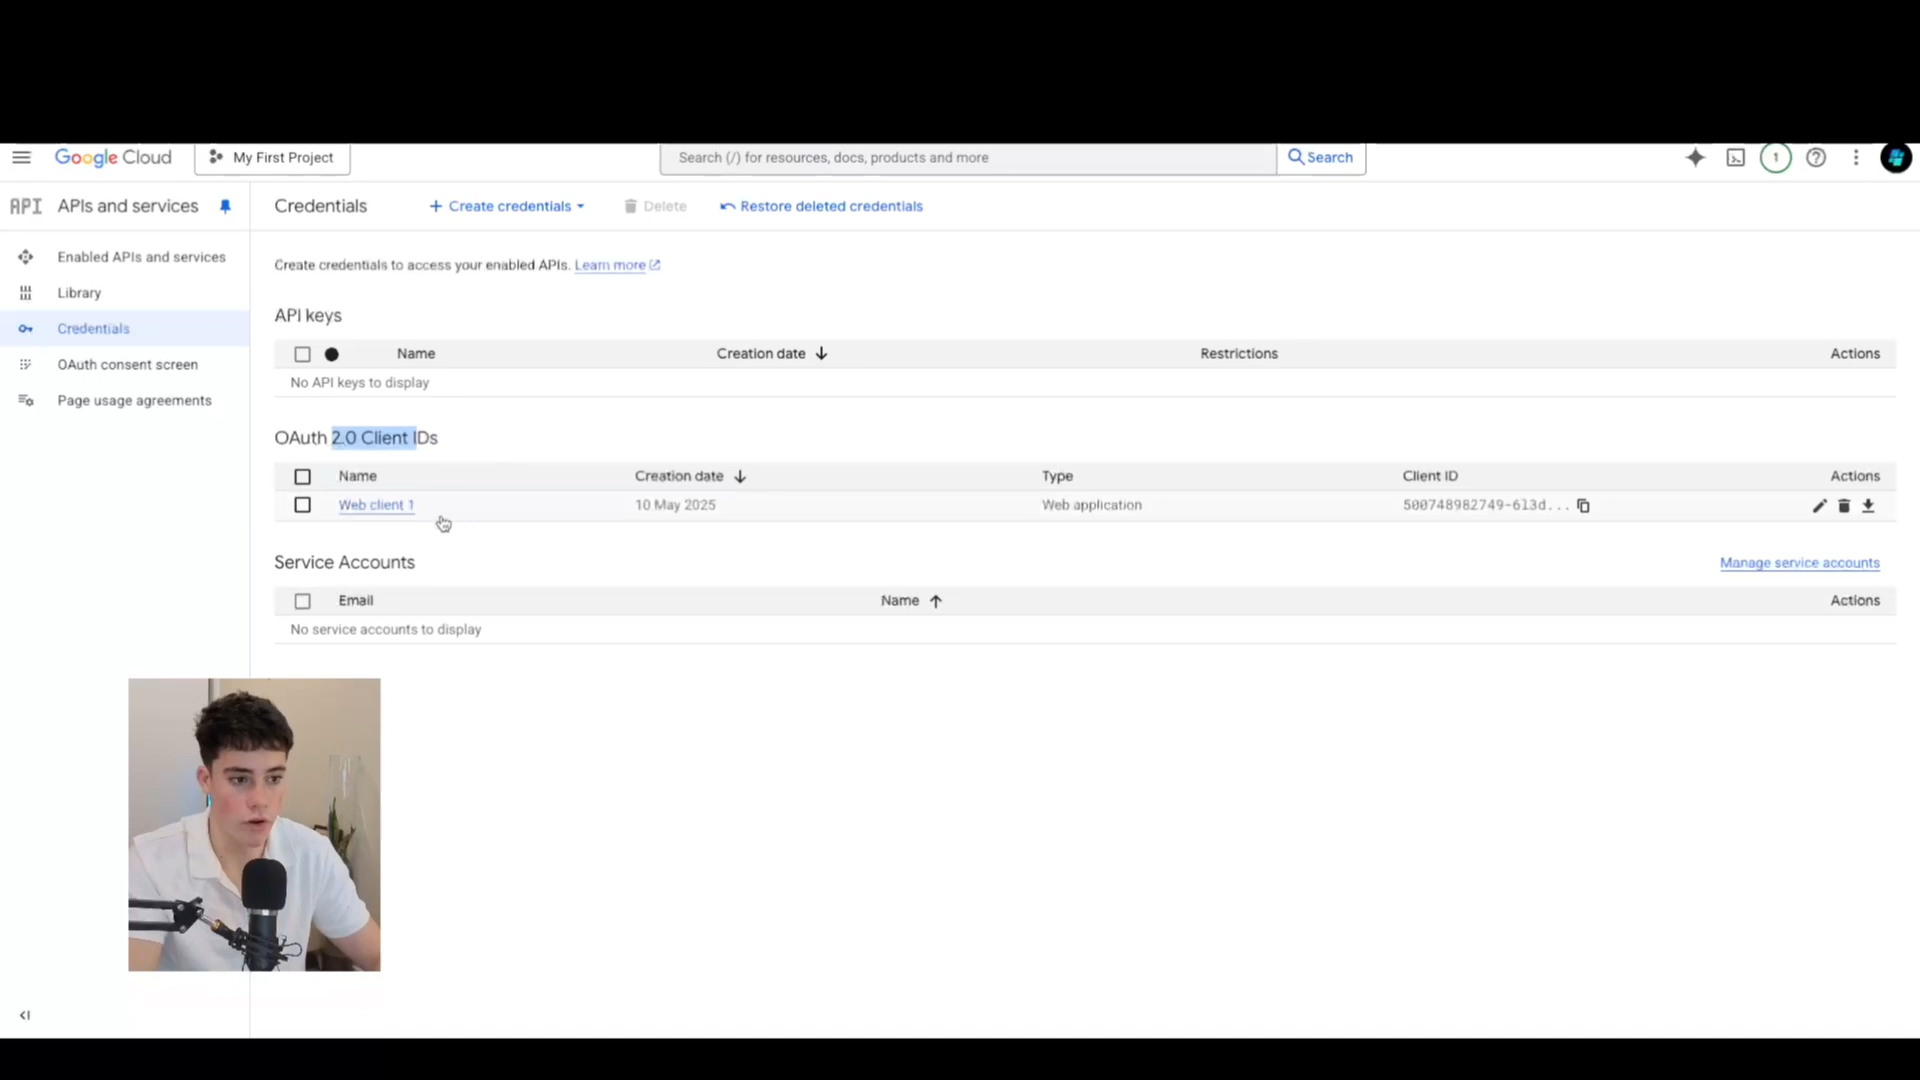 Google Cloud
My First Project
Search (/) for resources, docs, products and more
Search
1
API APIs and services
Credentials
Create credentials
Delete
Restore deleted credentials
Enabled APIs and services
Library
Credentials
OAuth consent screen
Page usage agreements
Create credentials to access your enabled APIs. Learn more
API keys
Name Creation date Restrictions Actions
No API keys to display
OAuth 2.0 Client IDs
Name Creation date Type Client ID Actions
Web client 1 10 May 2025 Web application 500748982749-6l3d...
Service Accounts
Manage service accounts
Email Name Actions
No service accounts to display